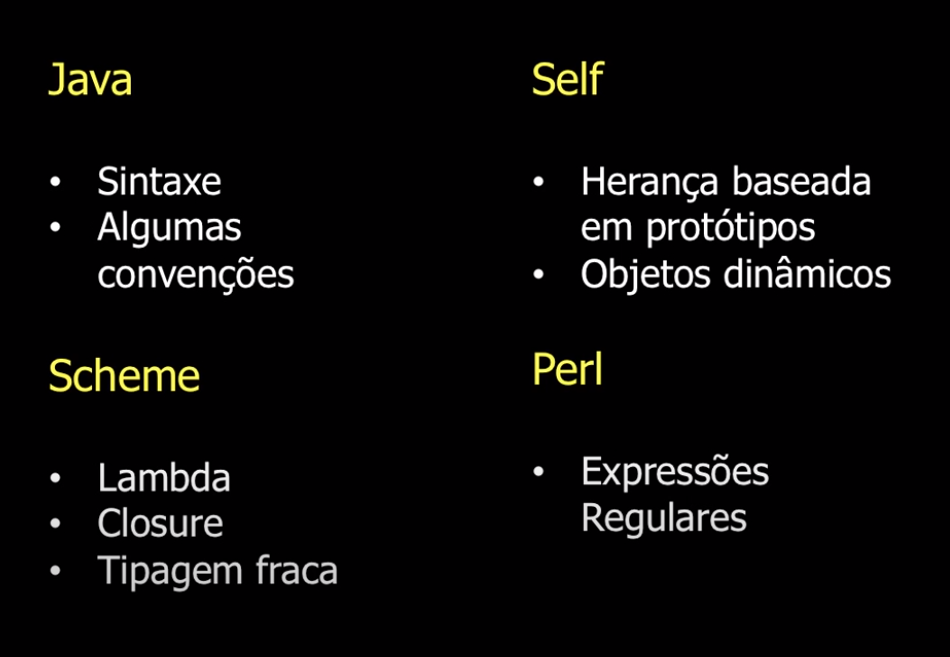 Java
• Sintaxe
• Algumas
convenções
Self
• Herança baseada
em protótipos
• Objetos dinâmicos
Scheme
• Lambda
• Closure
• Tipagem fraca
Perl
• Expressões
Regulares